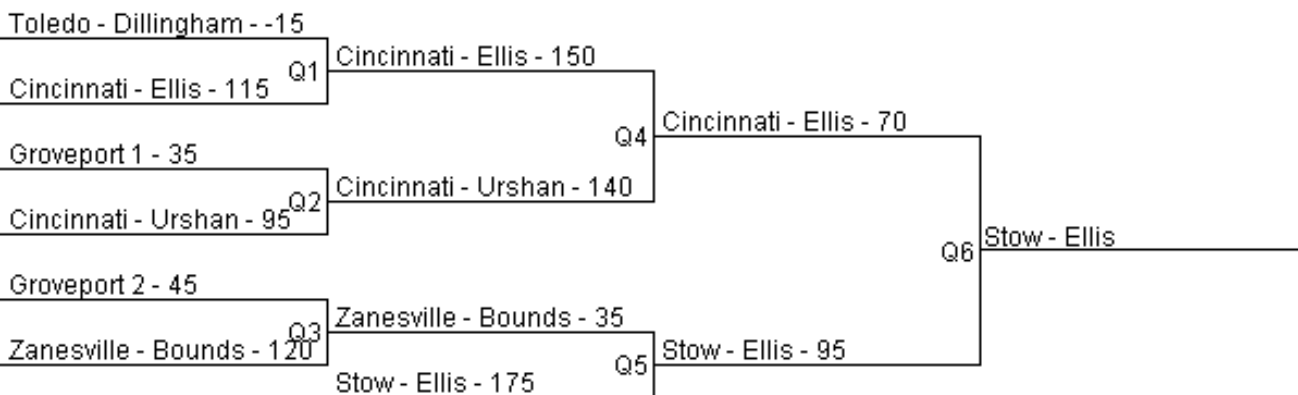 Toledo - Dillingham - -15
Cincinnati - Ellis - 115
Q1
Cincinnati - Ellis - 150
Groveport 1 - 35
Cincinnati - Urshan - 95
Q2
Cincinnati - Urshan - 140
Q4
Cincinnati - Ellis - 70
Groveport 2 - 45
Zanesville - Bounds - 120
Q3
Zanesville - Bounds - 35
Stow - Ellis - 175
Q5
Stow - Ellis - 95
Q6
Stow - Ellis